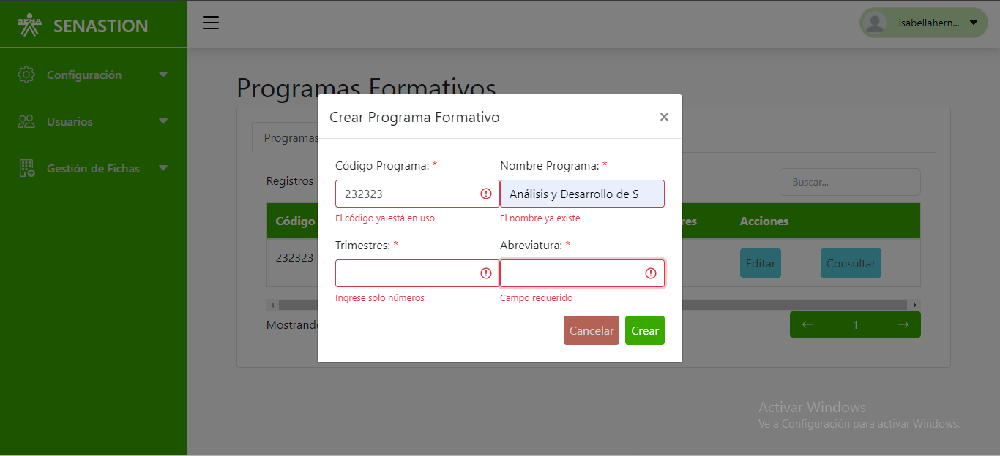 SENA
SENASTION
isabellahern...
Configuración
Usuarios
Gestión de Fichas
Programas Formativos
Crear Programa Formativo
×
Programas
Código Programa: *
Nombre Programa: *
Registros
Buscar...
232323
Análisis y Desarrollo de S
El código ya está en uso
El nombre ya existe
Código
res
Acciones
Trimestres: *
Abreviatura: *
232323
Editar
Consultar
Ingrese solo números
Campo requerido
Mostrando
1
Cancelar
Crear
Activar Windows
Ve a Configuración para activar Windows.